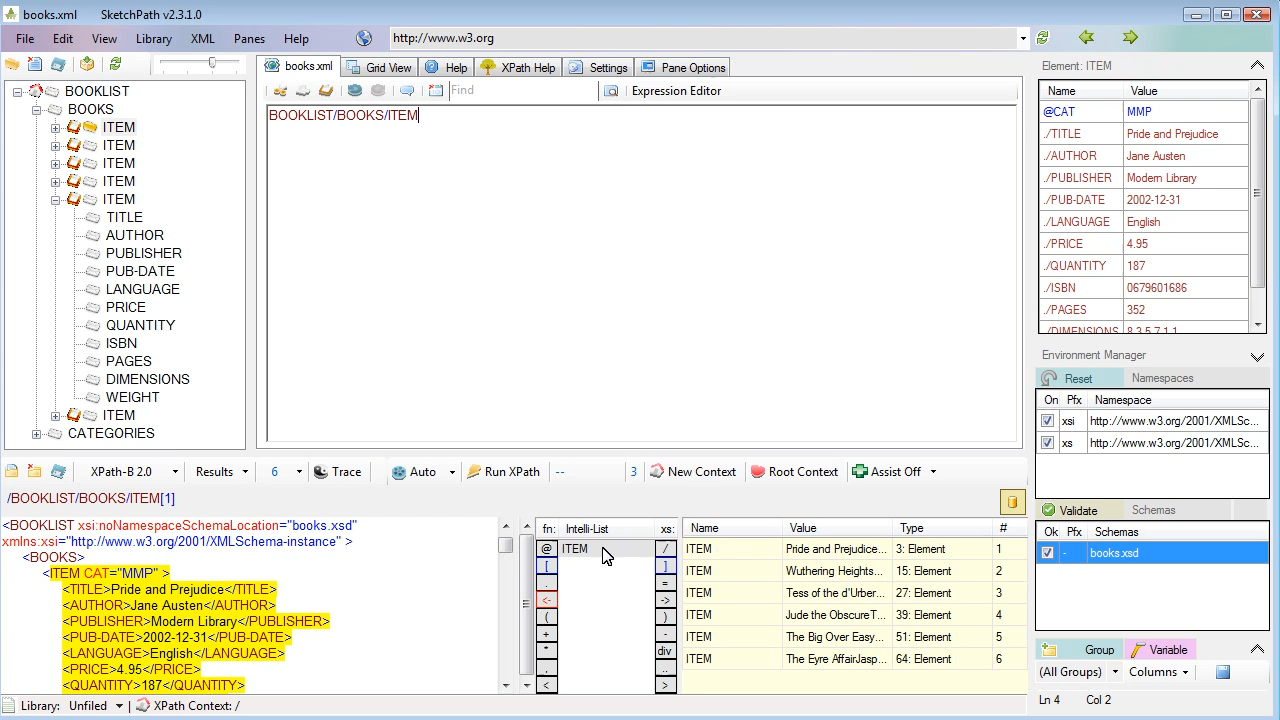 books.xml SketchPath v2.3.1.0
File Edit View Library XML Panes Help http://www.w3.org
BOOKLIST
BOOKS
ITEM
ITEM
ITEM
ITEM
ITEM
TITLE
AUTHOR
PUBLISHER
PUB-DATE
LANGUAGE
PRICE
QUANTITY
ISBN
PAGES
DIMENSIONS
WEIGHT
ITEM
CATEGORIES
books.xml Grid View Help XPath Help Settings Pane Options
Find Expression Editor
BOOKLIST/BOOKS/ITEM
Element: ITEM
Name Value
@CAT MMP
./TITLE Pride and Prejudice
./AUTHOR Jane Austen
./PUBLISHER Modern Library
./PUB-DATE 2002-12-31
./LANGUAGE English
./PRICE 4.95
./QUANTITY 187
./ISBN 0679601686
./PAGES 352
./DIMENSIONS 8.3 5.7 1.1
Environment Manager
Reset Namespaces
On Pfx Namespace
xsi http://www.w3.org/2001/XMLSc...
xs http://www.w3.org/2001/XMLSc...
Validate Schemas
Ok Pfx Schemas
- books.xsd
Group Variable
(All Groups) Columns
Ln 4 Col 2
XPath-B 2.0 Results 6 Trace Auto Run XPath -- 3 New Context Root Context Assist Off
/BOOKLIST/BOOKS/ITEM[1]
<BOOKLIST xsi:noNamespaceSchemaLocation="books.xsd"
xmlns:xsi="http://www.w3.org/2001/XMLSchema-instance" >
<BOOKS>
<ITEM CAT="MMP" >
<TITLE>Pride and Prejudice</TITLE>
<AUTHOR>Jane Austen</AUTHOR>
<PUBLISHER>Modern Library</PUBLISHER>
<PUB-DATE>2002-12-31</PUB-DATE>
<LANGUAGE>English</LANGUAGE>
<PRICE>4.95</PRICE>
<QUANTITY>187</QUANTITY>
fn: Intelli-List xs:
@ ITEM /
[ ]
. =
<- ->
( )
+ -
* div
, ..
< >
Name Value Type #
ITEM Pride and Prejudice... 3: Element 1
ITEM Wuthering Heights... 15: Element 2
ITEM Tess of the d'Urber... 27: Element 3
ITEM Jude the ObscureT... 39: Element 4
ITEM The Big Over Easy... 51: Element 5
ITEM The Eyre AffairJasp... 64: Element 6
Library: Unfiled XPath Context: /